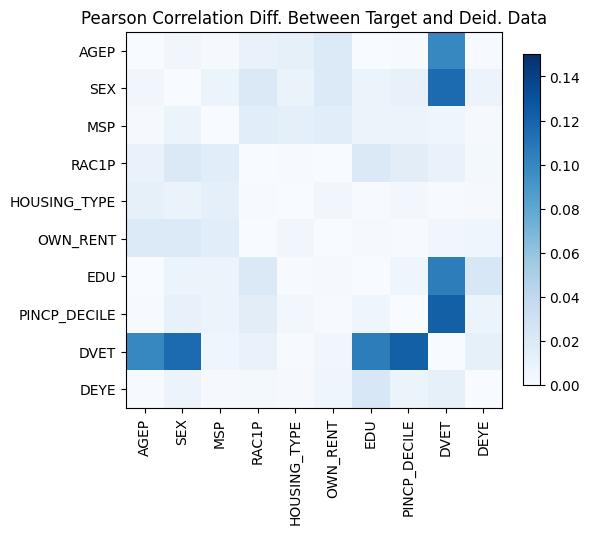 Pearson Correlation Diff. Between Target and Deid. Data
AGEP
SEX
MSP
RAC1P
HOUSING_TYPE
OWN_RENT
EDU
PINCP_DECILE
DVET
DEYE
AGEP
SEX
MSP
RAC1P
HOUSING_TYPE
OWN_RENT
EDU
PINCP_DECILE
DVET
DEYE
0.14
0.12
0.10
0.08
0.06
0.04
0.02
0.00